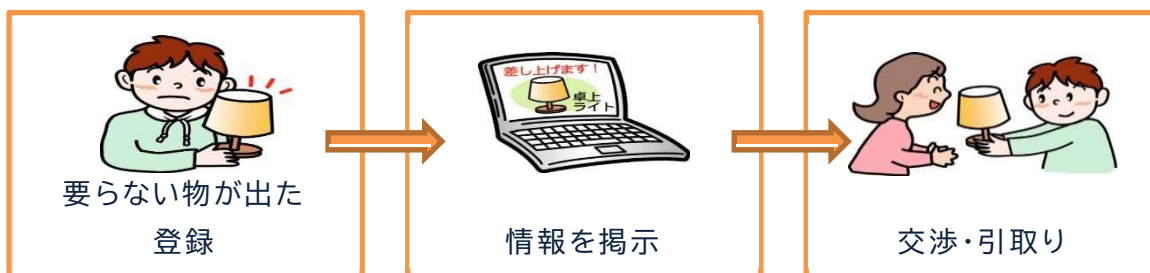 要らない物が出た
登録
差し上げます！
卓上
ライト
情報を掲示
交渉・引取り